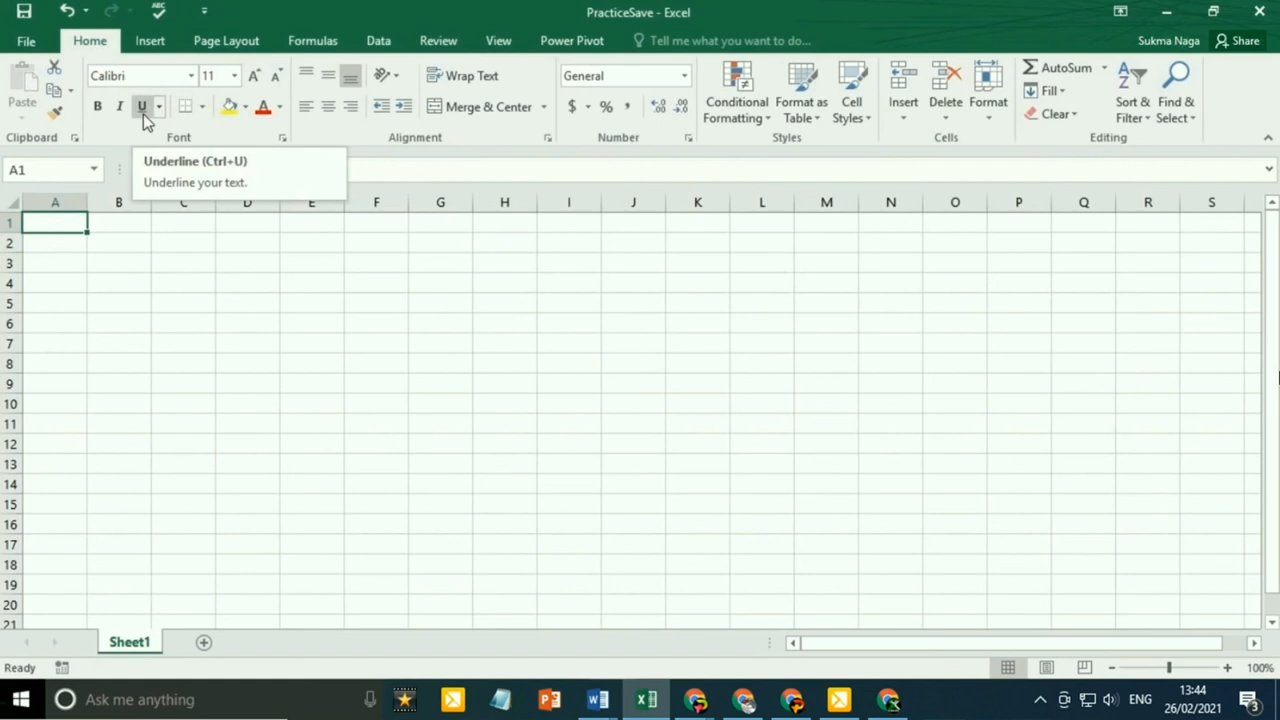 ABC
PracticeSave - Excel
File Home Insert Page Layout Formulas Data Review View Power Pivot Tell me what you want to do... Sukma Naga Share
Paste
Calibri 11
B I U A
Wrap Text
Merge & Center
General
$ % ,
Conditional Formatting
Format as Table
Cell Styles
Insert
Delete
Format
AutoSum
Fill
Clear
Sort & Filter
Find & Select
Clipboard Font Alignment Number Styles Cells Editing
A1
Underline (Ctrl+U)
Underline your text.
A B C D E F G H I J K L M N O P Q R S
1
2
3
4
5
6
7
8
9
10
11
12
13
14
15
16
17
18
19
20
21
Sheet1
Ready 100%
Ask me anything
ENG
13:44
26/02/2021
3